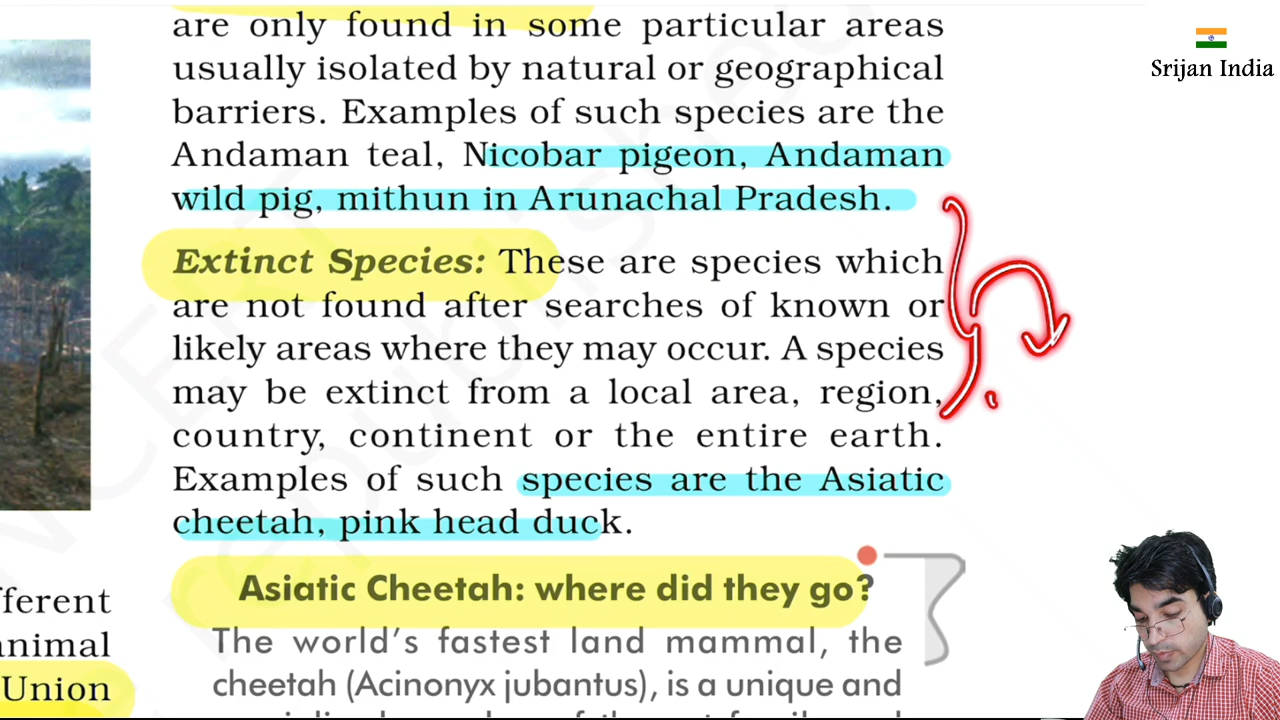 Srijan India
are only found in some particular areas
usually isolated by natural or geographical
barriers. Examples of such species are the
Andaman teal, Nicobar pigeon, Andaman
wild pig, mithun in Arunachal Pradesh.
Extinct Species: These are species which
are not found after searches of known or
likely areas where they may occur. A species
may be extinct from a local area, region,
country, continent or the entire earth.
Examples of such species are the Asiatic
cheetah, pink head duck.
Asiatic Cheetah: where did they go?
The world's fastest land mammal, the
cheetah (Acinonyx jubantus), is a unique and
fferent
nimal
Union